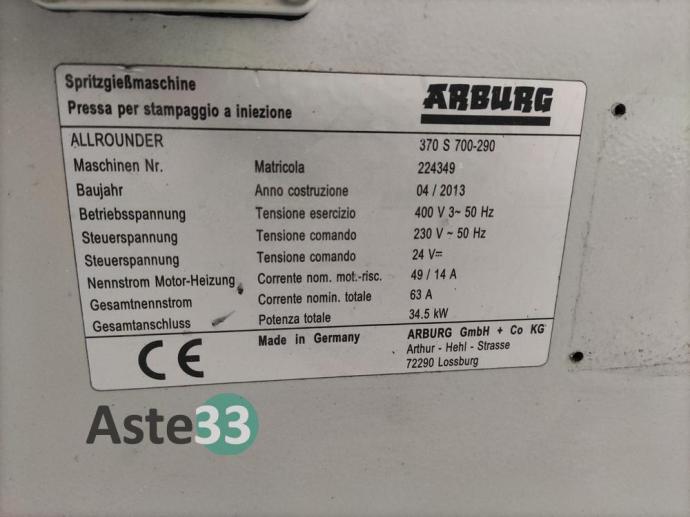 Spritzgießmaschine
Pressa per stampaggio a iniezione
ARBURG
ALLROUNDER 370 S 700-290
Maschinen Nr. Matricola 224349
Baujahr Anno costruzione 04 / 2013
Betriebsspannung Tensione esercizio 400 V 3~ 50 Hz
Steuerspannung Tensione comando 230 V ~ 50 Hz
Steuerspannung Tensione comando 24 V⎓
Nennstrom Motor-Heizung Corrente nom. mot.-risc. 49 / 14 A
Gesamtnennstrom Corrente nomin. totale 63 A
Gesamtanschluss Potenza totale 34.5 kW
CE Made in Germany ARBURG GmbH + Co KG
Arthur - Hehl - Strasse
72290 Lossburg
Aste33